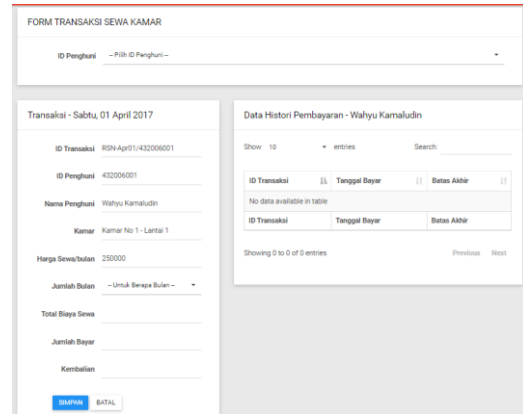 FORM TRANSAKSI SEWA KAMAR
ID Penghuni -- Pilih ID Penghuni --
Transaksi - Sabtu, 01 April 2017
ID Transaksi RSN-Apr01/432006001
ID Penghuni 432006001
Nama Penghuni Wahyu Kamaludin
Kamar Kamar No 1 - Lantai 1
Harga Sewa/bulan 250000
Jumlah Bulan -- Untuk Berapa Bulan --
Total Biaya Sewa
Jumlah Bayar
Kembalian
SIMPAN BATAL
Data Histori Pembayaran - Wahyu Kamaludin
Show 10 entries Search:
ID Transaksi Tanggal Bayar Batas Akhir
No data available in table
ID Transaksi Tanggal Bayar Batas Akhir
Showing 0 to 0 of 0 entries Previous Next